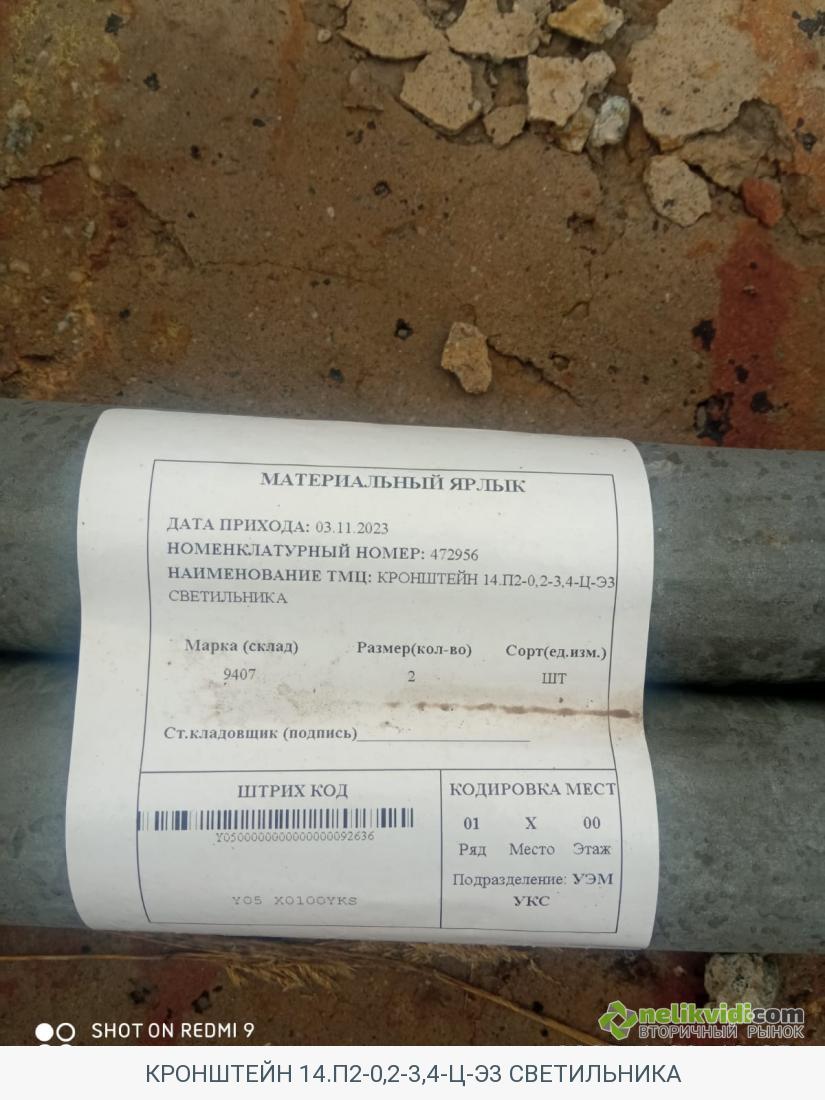 МАТЕРИАЛЬНЫЙ ЯРЛЫК
ДАТА ПРИХОДА: 03.11.2023
НОМЕНКЛАТУРНЫЙ НОМЕР: 472956
НАИМЕНОВАНИЕ ТМЦ: КРОНШТЕЙН 14.П2-0,2-3,4-Ц-ЭЗ
СВЕТИЛЬНИКА
Марка (склад) Размер(кол-во) Сорт(ед.изм.)
9407 2 ШТ
Ст.кладовщик (подпись)
ШТРИХ КОД
Y0500000000000000092636
Y05 X0100YKS
КОДИРОВКА МЕСТ
01 X 00
Ряд Место Этаж
Подразделение: УЭМ
УКС
SHOT ON REDMI 9
nelikvidi.com
ВТОРИЧНЫЙ РЫНОК
КРОНШТЕЙН 14.П2-0,2-3,4-Ц-ЭЗ СВЕТИЛЬНИКА